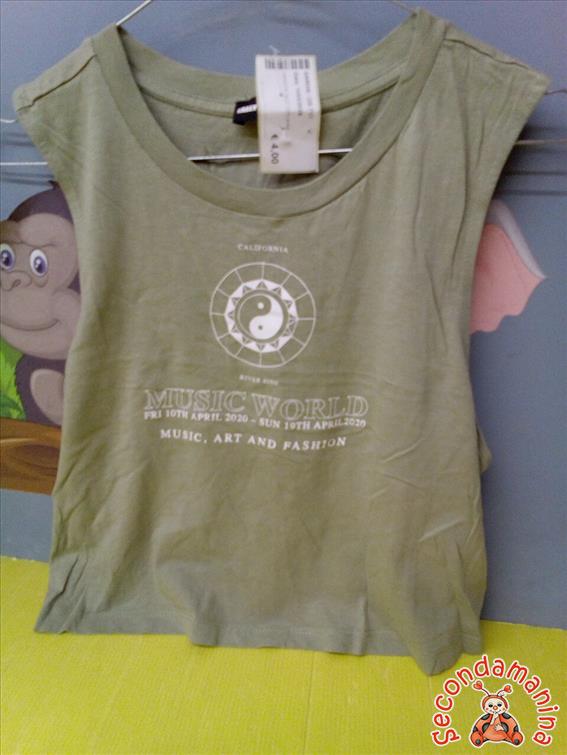 € 4,00
CALIFORNIA
RIVER SIDE
MUSIC WORLD
FRI 10TH APRIL 2020 - SUN 19TH APRIL 2020
MUSIC, ART AND FASHION
Secondamanina